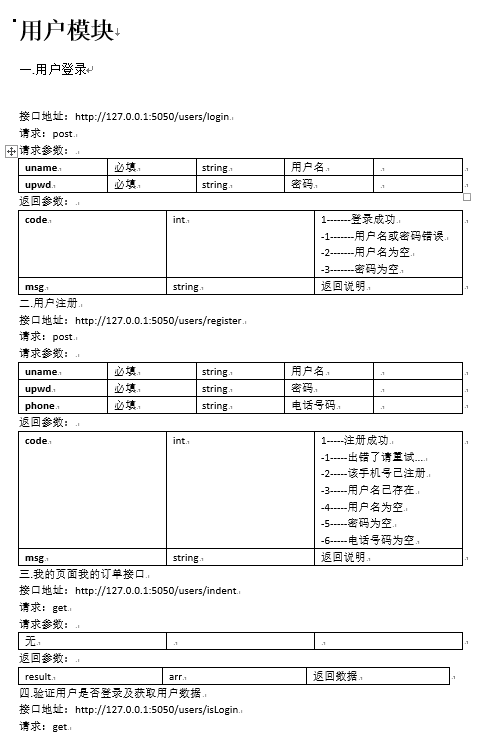 用户模块
一.用户登录
接口地址：http://127.0.0.1:5050/users/login
请求：post
请求参数：
uname 必填 string 用户名
upwd 必填 string 密码
返回参数：
code int 1-------登录成功
-1-------用户名或密码错误
-2-------用户名为空
-3-------密码为空
msg string 返回说明
二.用户注册
接口地址：http://127.0.0.1:5050/users/register
请求：post
请求参数：
uname 必填 string 用户名
upwd 必填 string 密码
phone 必填 string 电话号码
返回参数：
code int 1-----注册成功
-1-----出错了请重试...
-2-----该手机号已注册
-3-----用户名已存在
-4-----用户名为空
-5-----密码为空
-6-----电话号码为空
msg string 返回说明
三.我的页面我的订单接口
接口地址：http://127.0.0.1:5050/users/indent
请求：get
请求参数：
无
返回参数：
result arr 返回数据
四.验证用户是否登录及获取用户数据
接口地址：http://127.0.0.1:5050/users/isLogin
请求：get